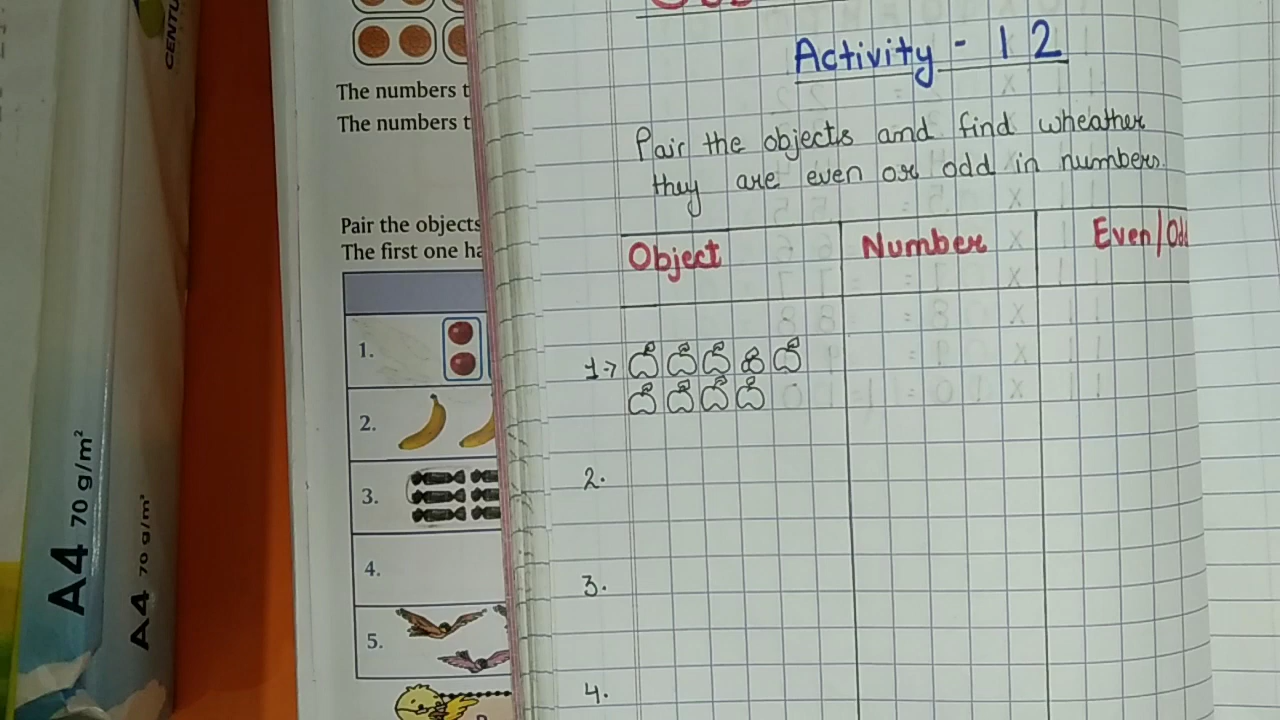 CENTU
A4 70 g/m²
A4 70 g/m²
The numbers t
The numbers t
Pair the objects
The first one ha
1.
2.
3.
4.
5.
Activity - 12
Pair the objects and find wheather
they are even or odd in numbers.
Object Number Even/Od
1->
2.
3.
4.